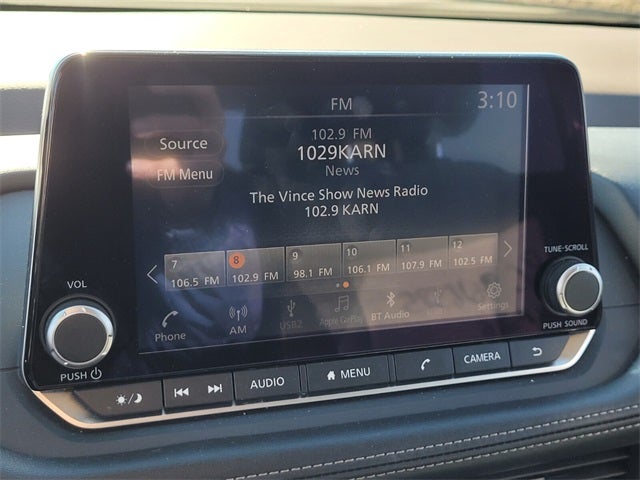 FM
3:10
Source
102.9 FM
1029KARN
FM Menu
News
The Vince Show News Radio
102.9 KARN
7 8 9 10 11 12
106.5 FM 102.9 FM 98.1 FM 106.1 FM 107.9 FM 102.5 FM
Phone AM USB2 Apple CarPlay BT Audio Settings
VOL
PUSH
TUNE·SCROLL
PUSH SOUND
AUDIO MENU CAMERA